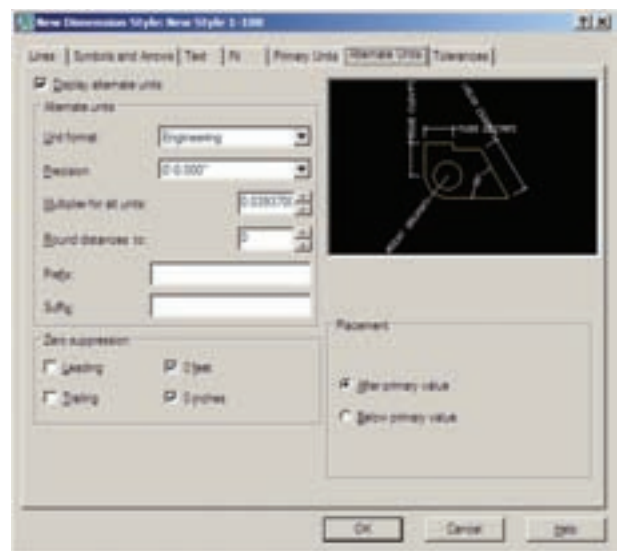 New Dimension Style: New Style 1-100
Lines Symbols and Arrows Text Fit Primary Units Alternate Units Tolerances
Display alternate units
Alternate units
Unit format: Engineering
Precision 0'-0.000"
Multiplier for alt units: 0.039370
Round distances to: 0
Prefix:
Suffix:
Zero suppression
Leading 0 feet
Trailing 0 inches
Placement
After primary value
Below primary value
OK Cancel Help